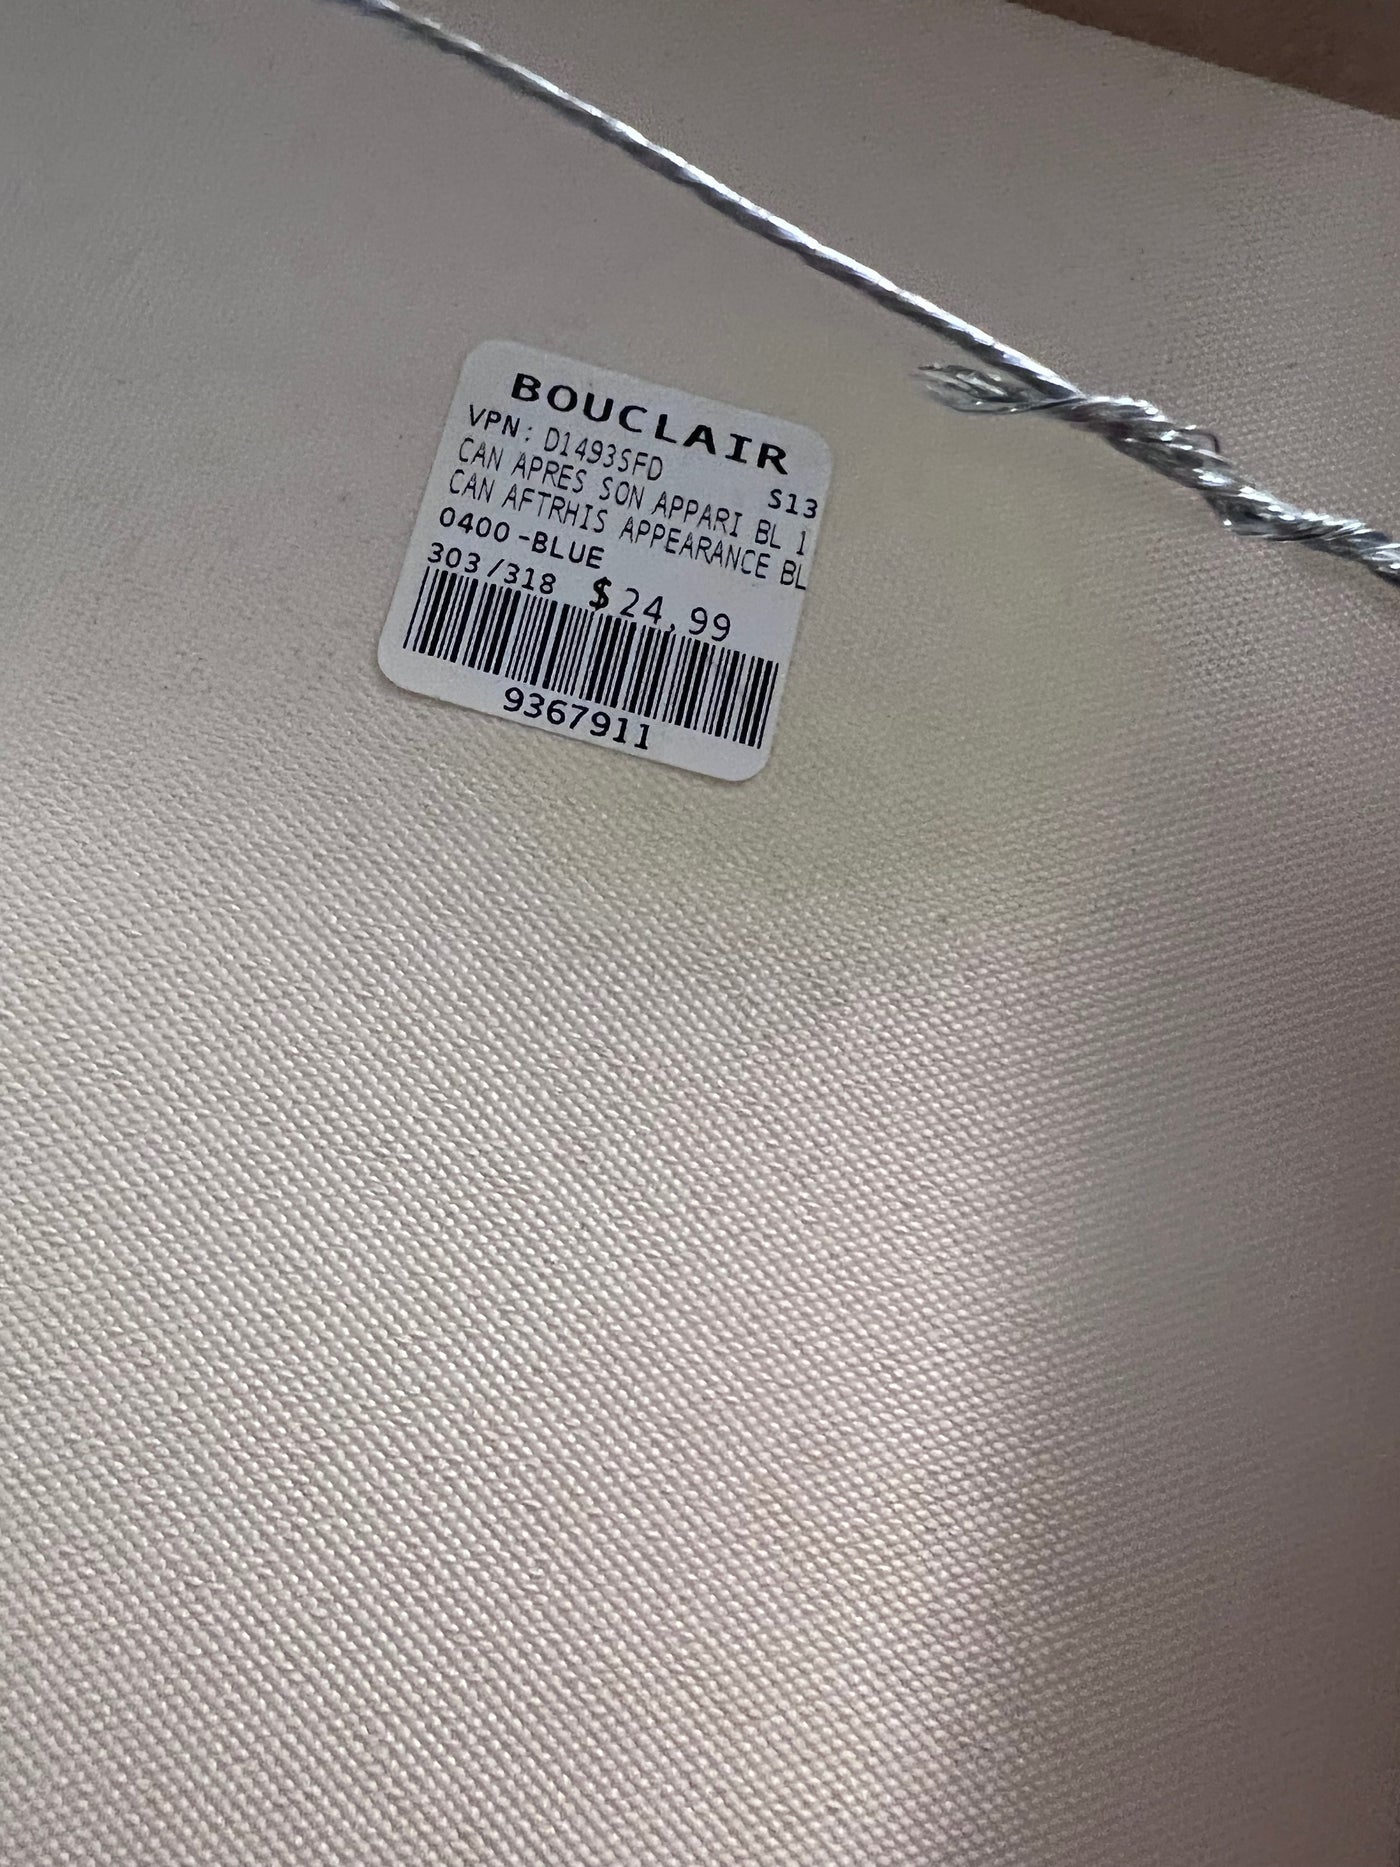 BOUCLAIR
VPN: D1493SFD
S13
CAN APRES SON APPARI BL 1
CAN AFTRHIS APPEARANCE BL
0400-BLUE
303/318 $24.99
9367911